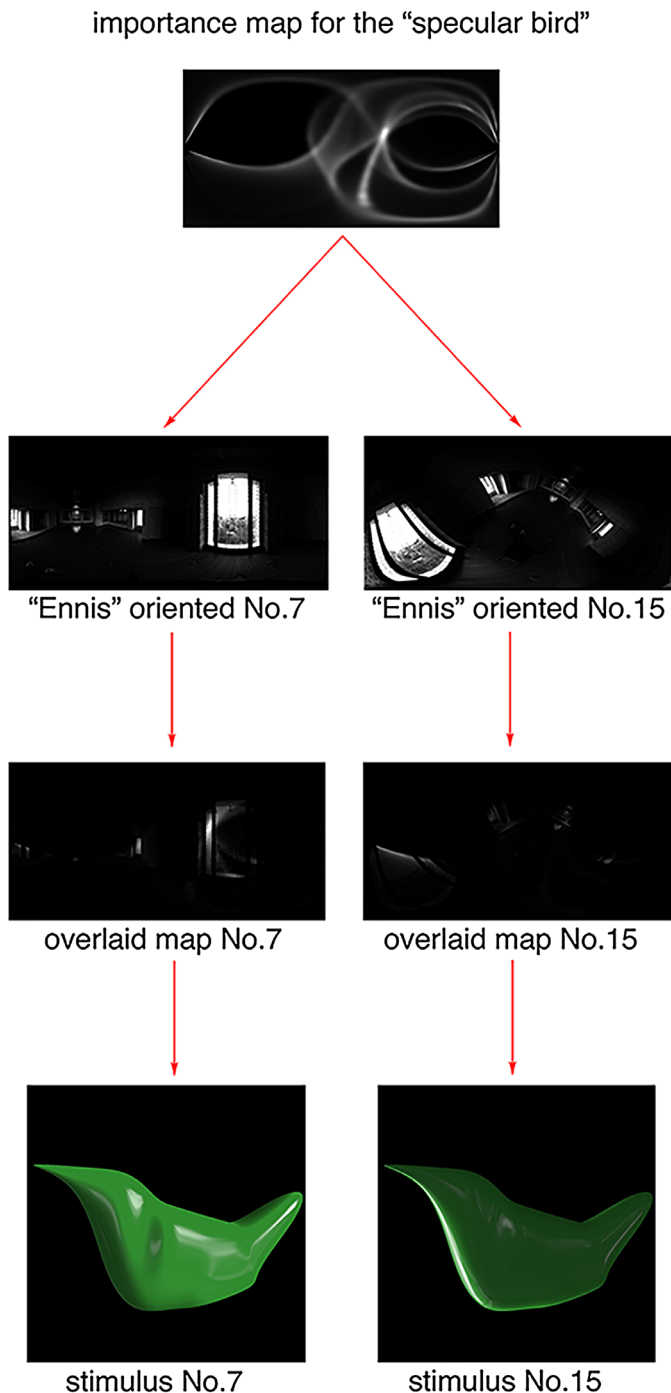 importance map for the “specular bird”
“Ennis” oriented No.7
“Ennis” oriented No.15
overlaid map No.7
overlaid map No.15
stimulus No.7
stimulus No.15